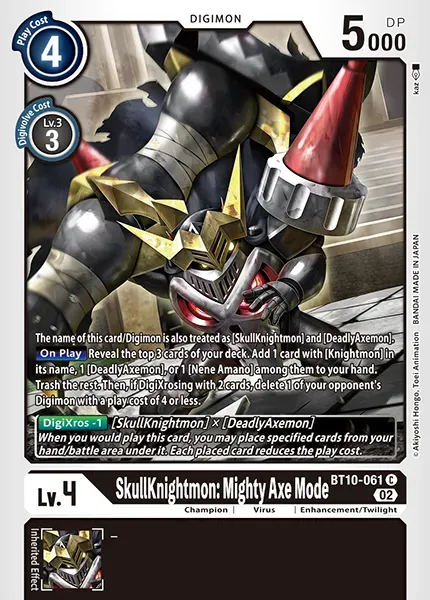 Play Cost
4
DIGIMON
5000
DP
Digivolve Cost
Lv.3
3
kaz
The name of this card/Digimon is also treated as [SkullKnightmon] and [DeadlyAxemon].
On Play Reveal the top 3 cards of your deck. Add 1 card with [Knightmon] in
its name, 1 [DeadlyAxemon], or 1 [Nene Amano] among them to your hand.
Trash the rest. Then, if DigiXrosing with 2 cards, delete 1 of your opponent's
Digimon with a play cost of 4 or less.
DigiXros -1 [SkullKnightmon] × [DeadlyAxemon]
When you would play this card, you may place specified cards from your
hand/battle area under it. Each placed card reduces the play cost.
©Akiyoshi Hongo, Toei Animation BANDAI MADE IN JAPAN
Lv.4
SkullKnightmon: Mighty Axe Mode
BT10-061 C
02
Champion | Virus | Enhancement/Twilight
Inherited Effect
–